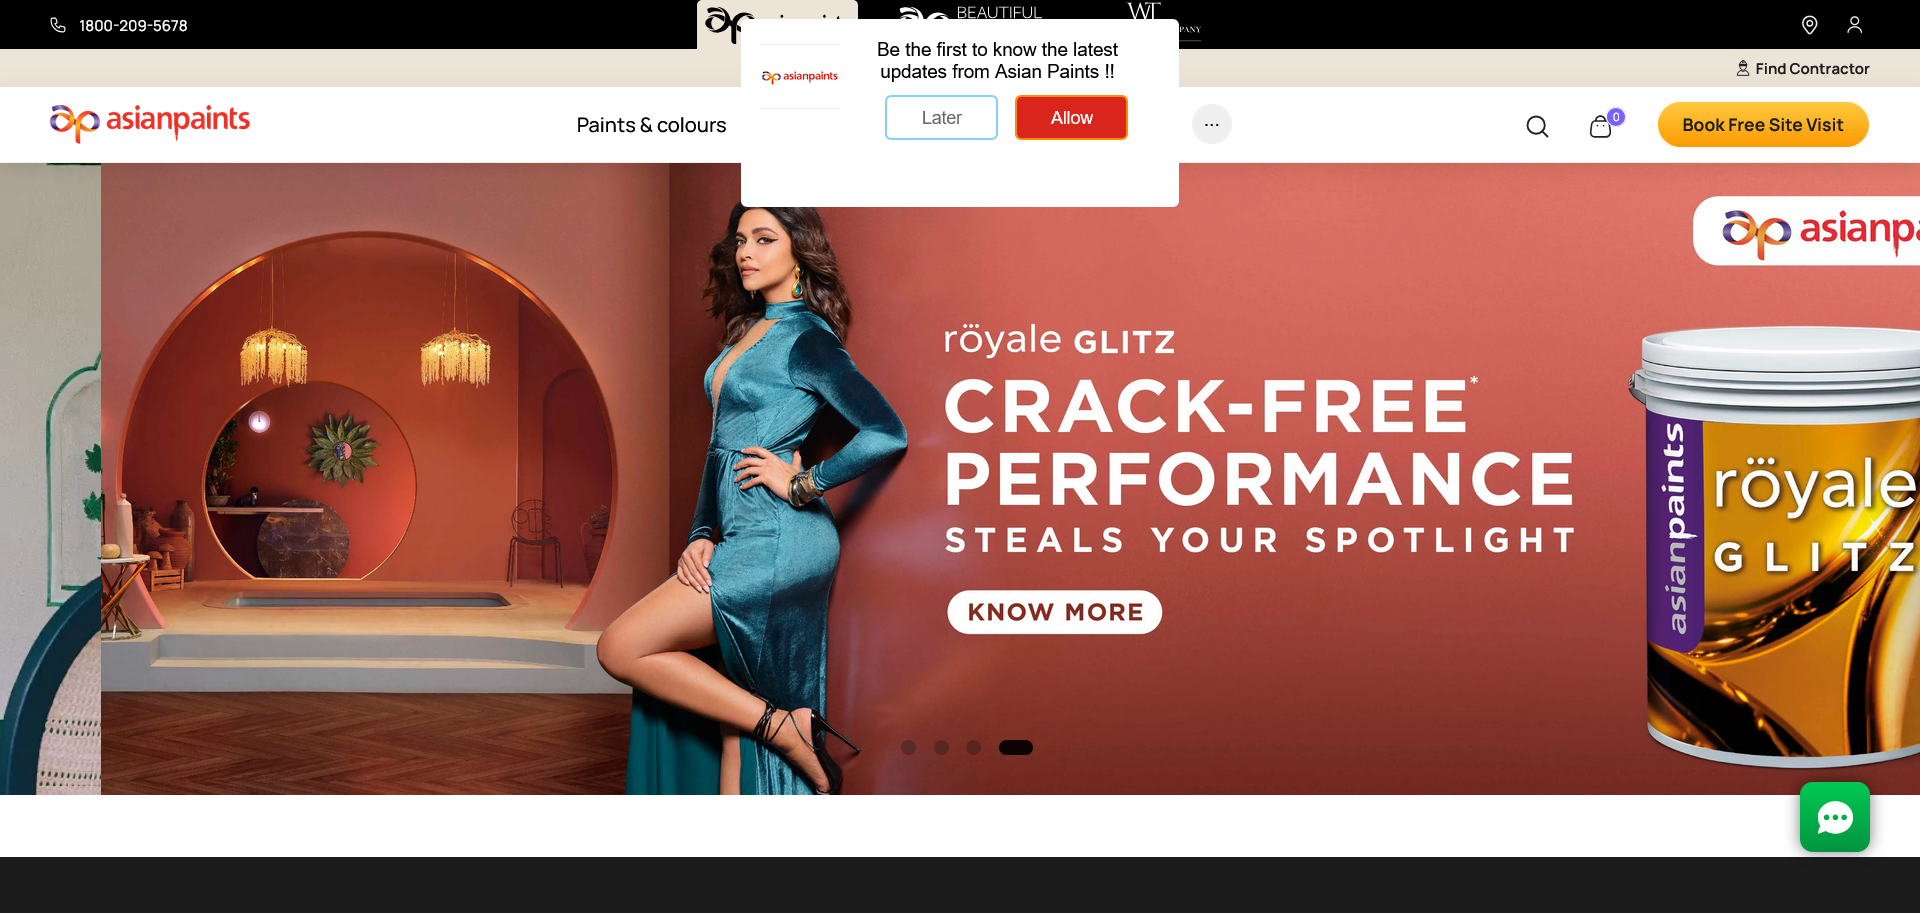 1800-209-5678
BEAUTIFUL
WT
PANY
Find Contractor
asianpaints
Paints & colours
...
0
Book Free Site Visit
asianpaints
Be the first to know the latest
updates from Asian Paints !!
Later
Allow
asianpa
röyale GLITZ
CRACK-FREE*
PERFORMANCE
STEALS YOUR SPOTLIGHT
KNOW MORE
asianpaints
röyale
GLITZ